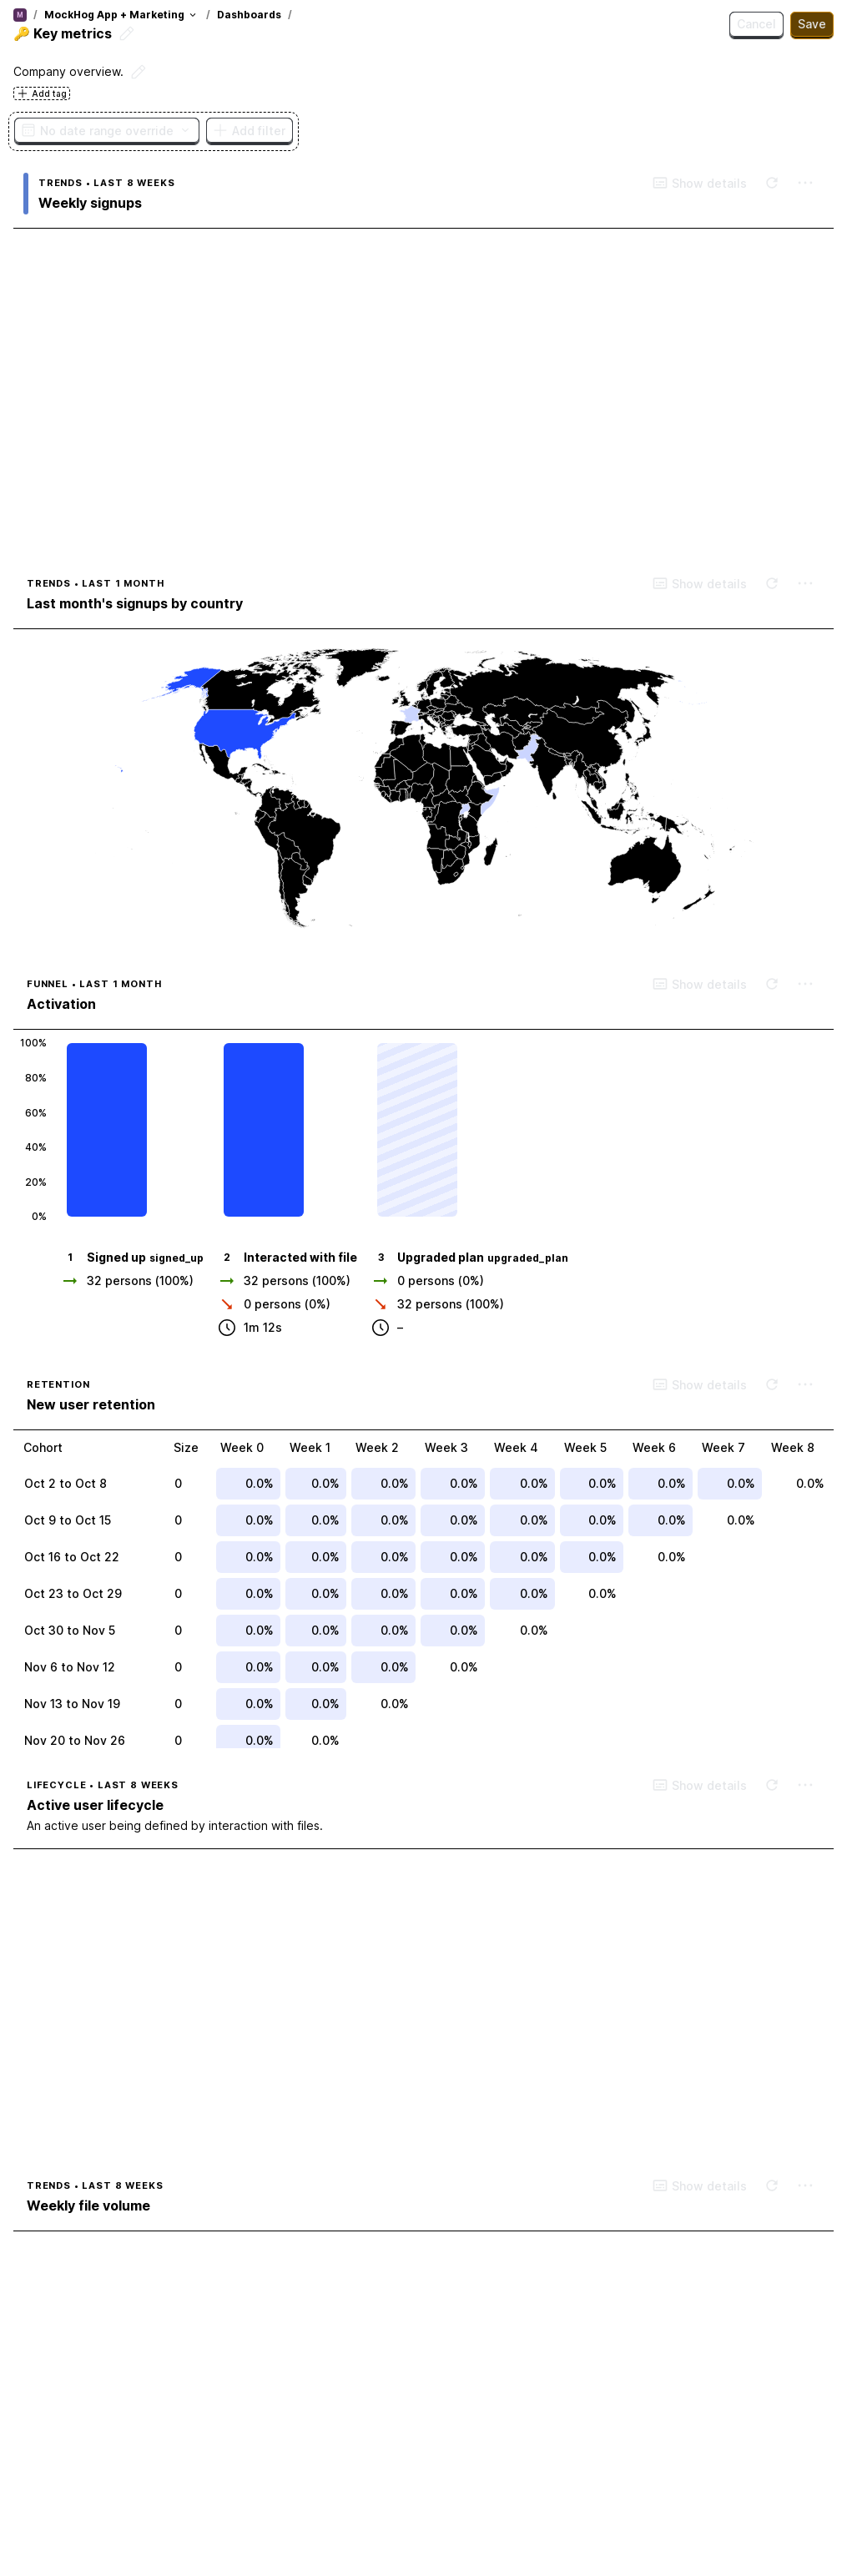 M / MockHog App + Marketing / Dashboards /
🔑 Key metrics
Cancel
Save
Company overview.
Add tag
No date range override
Add filter
TRENDS • LAST 8 WEEKS
Show details
Weekly signups
TRENDS • LAST 1 MONTH
Show details
Last month's signups by country
FUNNEL • LAST 1 MONTH
Show details
Activation
100%
80%
60%
40%
20%
0%
1 Signed up signed_up
32 persons (100%)
2 Interacted with file
32 persons (100%)
0 persons (0%)
1m 12s
3 Upgraded plan upgraded_plan
0 persons (0%)
32 persons (100%)
–
RETENTION
Show details
New user retention
Cohort Size Week 0 Week 1 Week 2 Week 3 Week 4 Week 5 Week 6 Week 7 Week 8
Oct 2 to Oct 8 0 0.0% 0.0% 0.0% 0.0% 0.0% 0.0% 0.0% 0.0% 0.0%
Oct 9 to Oct 15 0 0.0% 0.0% 0.0% 0.0% 0.0% 0.0% 0.0% 0.0%
Oct 16 to Oct 22 0 0.0% 0.0% 0.0% 0.0% 0.0% 0.0% 0.0%
Oct 23 to Oct 29 0 0.0% 0.0% 0.0% 0.0% 0.0% 0.0%
Oct 30 to Nov 5 0 0.0% 0.0% 0.0% 0.0% 0.0%
Nov 6 to Nov 12 0 0.0% 0.0% 0.0% 0.0%
Nov 13 to Nov 19 0 0.0% 0.0% 0.0%
Nov 20 to Nov 26 0 0.0% 0.0%
LIFECYCLE • LAST 8 WEEKS
Show details
Active user lifecycle
An active user being defined by interaction with files.
TRENDS • LAST 8 WEEKS
Show details
Weekly file volume